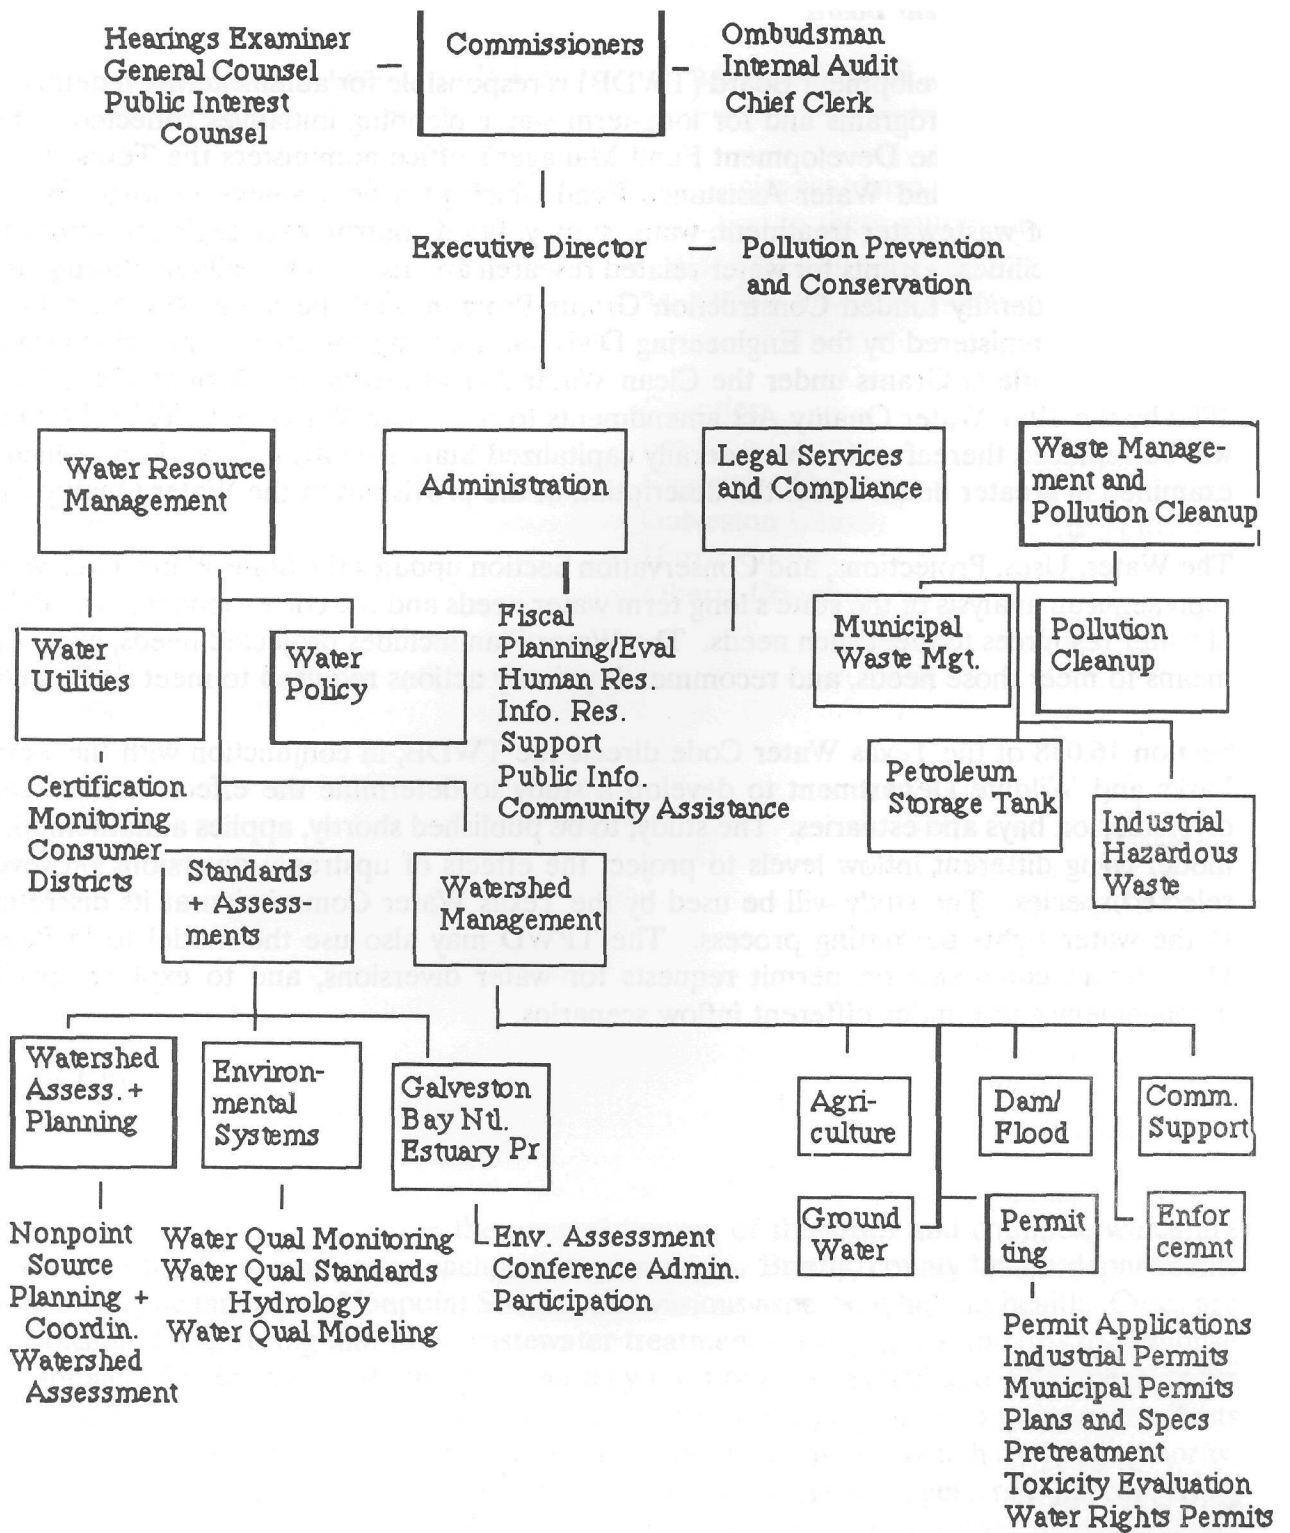 Hearings Examiner
General Counsel
Public Interest
Counsel
Commissioners
Ombudsman
Internal Audit
Chief Clerk
Executive Director
Pollution Prevention
and Conservation
Water Resource
Management
Administration
Legal Services
and Compliance
Waste Manage-
ment and
Pollution Cleanup
Water
Utilities
Water
Policy
Fiscal
Planning/Eval
Human Res.
Info. Res.
Support
Public Info.
Community Assistance
Municipal
Waste Mgt.
Pollution
Cleanup
Petroleum
Storage Tank
Industrial
Hazardous
Waste
Certification
Monitoring
Consumer
Districts
Standards
+ Assess-
ments
Watershed
Management
Watershed
Assess. +
Planning
Environ-
mental
Systems
Galveston
Bay Ntl.
Estuary Pr
Agri-
culture
Dam/
Flood
Comm.
Support
Ground
Water
Permit
ting
Enfor
cemnt
Nonpoint
Source
Planning +
Coordin.
Watershed
Assessment
Water Qual Monitoring
Water Qual Standards
Hydrology
Water Qual Modeling
Env. Assessment
Conference Admin.
Participation
Permit Applications
Industrial Permits
Municipal Permits
Plans and Specs
Pretreatment
Toxicity Evaluation
Water Rights Permits